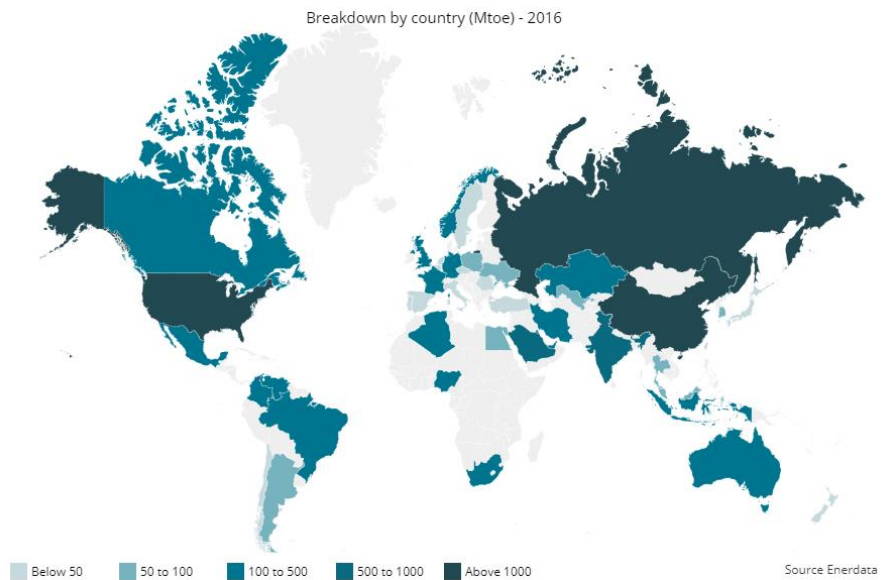 Breakdown by country (Mtoe) - 2016
Below 50
50 to 100
100 to 500
500 to 1000
Above 1000
Source Enerdata